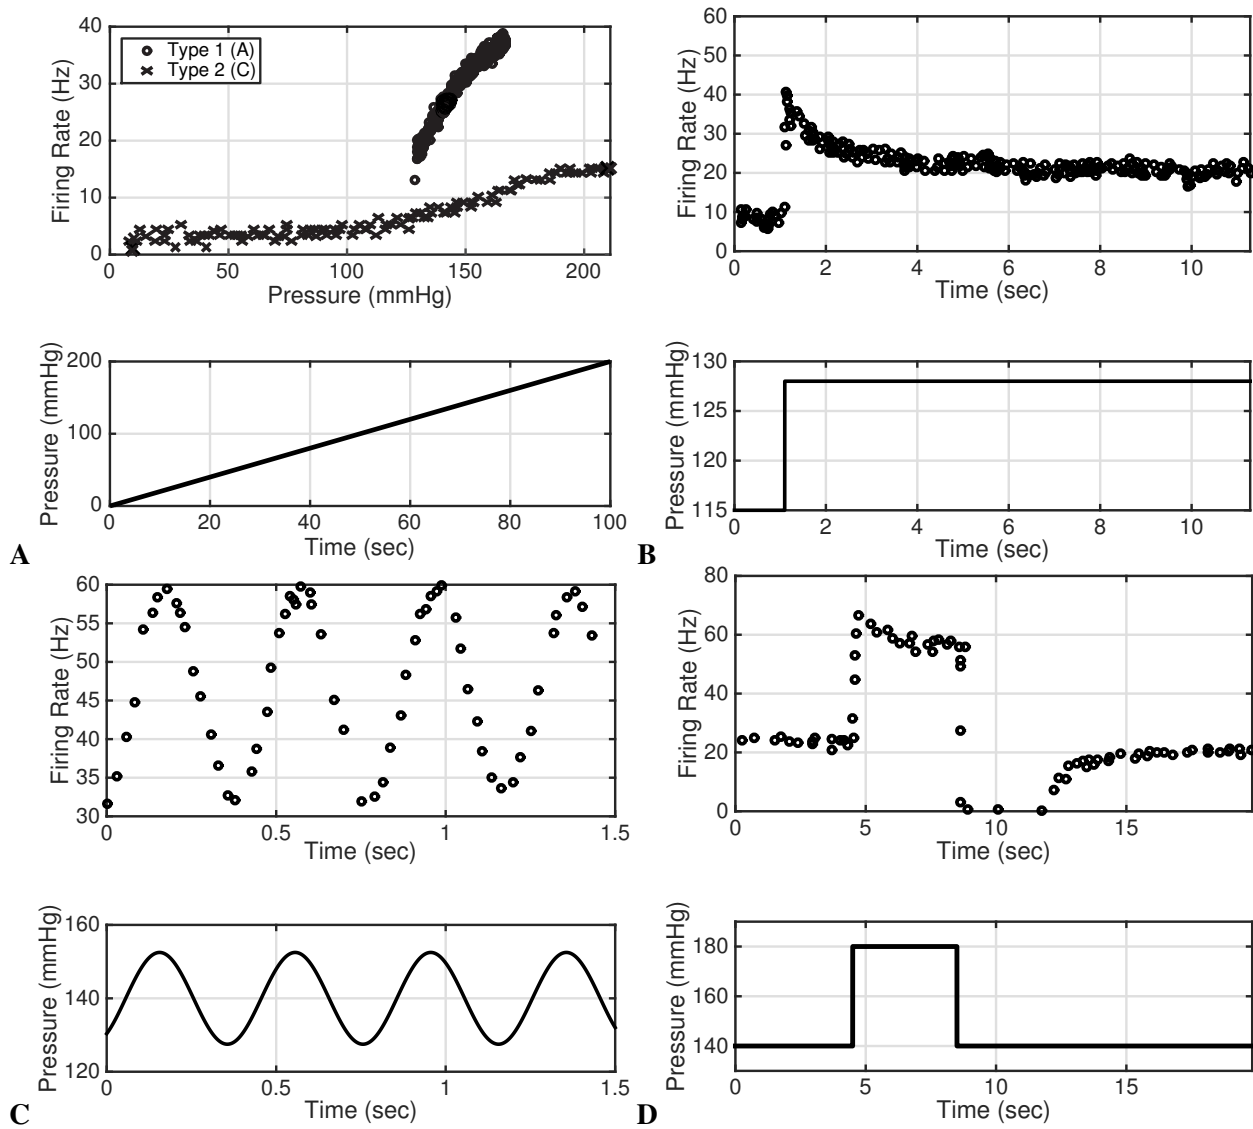 Firing Rate (Hz)
40
30
20
10
0
Type 1 (A)
Type 2 (C)
0 50 100 150 200
Pressure (mmHg)
Pressure (mmHg)
200
100
0
0 20 40 60 80 100
Time (sec)
A
Firing Rate (Hz)
60
50
40
30
20
10
0
0 2 4 6 8 10
Time (sec)
Pressure (mmHg)
130
125
120
115
0 2 4 6 8 10
Time (sec)
B
Firing Rate (Hz)
60
55
50
45
40
35
30
0 0.5 1 1.5
Time (sec)
Pressure (mmHg)
160
140
120
0 0.5 1 1.5
Time (sec)
C
Firing Rate (Hz)
80
60
40
20
0
0 5 10 15
Time (sec)
Pressure (mmHg)
180
160
140
0 5 10 15
Time (sec)
D